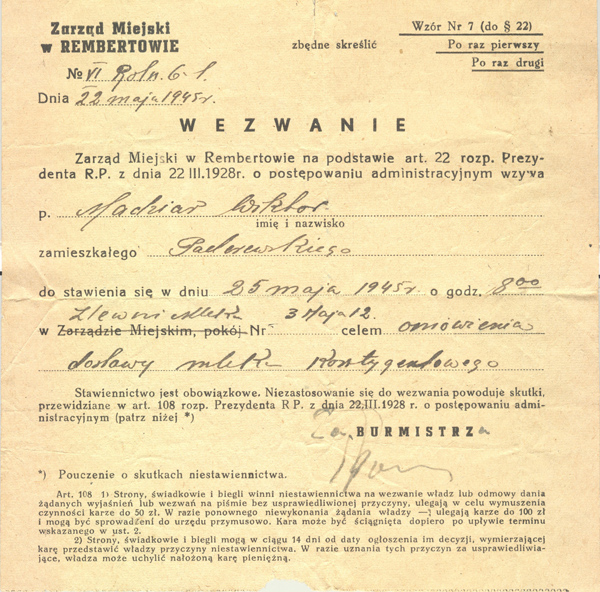 Zarząd Miejski
w REMBERTOWIE
Wzór Nr 7 (do § 22)
zbędne skreślić
Po raz pierwszy
Po raz drugi
№ VI Roln. 6-1.
Dnia 22 maja 1945r.
WEZWANIE
Zarząd Miejski w Rembertowie na podstawie art. 22 rozp. Prezy-
denta R.P. z dnia 22 III.1928r. o postępowaniu administracyjnym wzywa
p. Madziar Wiktor
imię i nazwisko
zamieszkałego Paderewskiego
do stawienia się w dniu 25 maja 1945r o godz. 8⁰⁰
Zlewni Mleka 3 Maja 12.
w Zarządzie Miejskim, pokój Nr celem omówienia
dostawy mleka Kontygentowego
Stawiennictwo jest obowiązkowe. Niezastosowanie się do wezwania powoduje skutki,
przewidziane w art. 108 rozp. Prezydenta R P. z dnia 22.III.1928 r. o postępowaniu admini-
stracyjnym (patrz niżej *)
Za BURMISTRZa
*) Pouczenie o skutkach niestawiennictwa.
Art. 108 1) Strony, świadkowie i biegli winni niestawiennictwa na wezwanie władz lub odmowy dania
żądanych wyjaśnień lub wezwań na piśmie bez usprawiedliwionej przyczyny, ulegają w celu wymuszenia
czynności karze do 50 zł. W razie ponownego niewykonania żądania władzy — ulegają karze do 100 zł
i mogą być sprowadzeni do urzędu przymusowo. Kara może być ściągnięta dopiero po upływie terminu
wskazanego w ust. 2.
2) Strony, świadkowie i biegli mogą w ciągu 14 dni od daty ogłoszenia im decyzji, wymierzającej
karę przedstawić władzy przyczyny niestawiennictwa. W razie uznania tych przyczyn za usprawiedliwia-
jące, władza może uchylić nałożoną karę pieniężną.